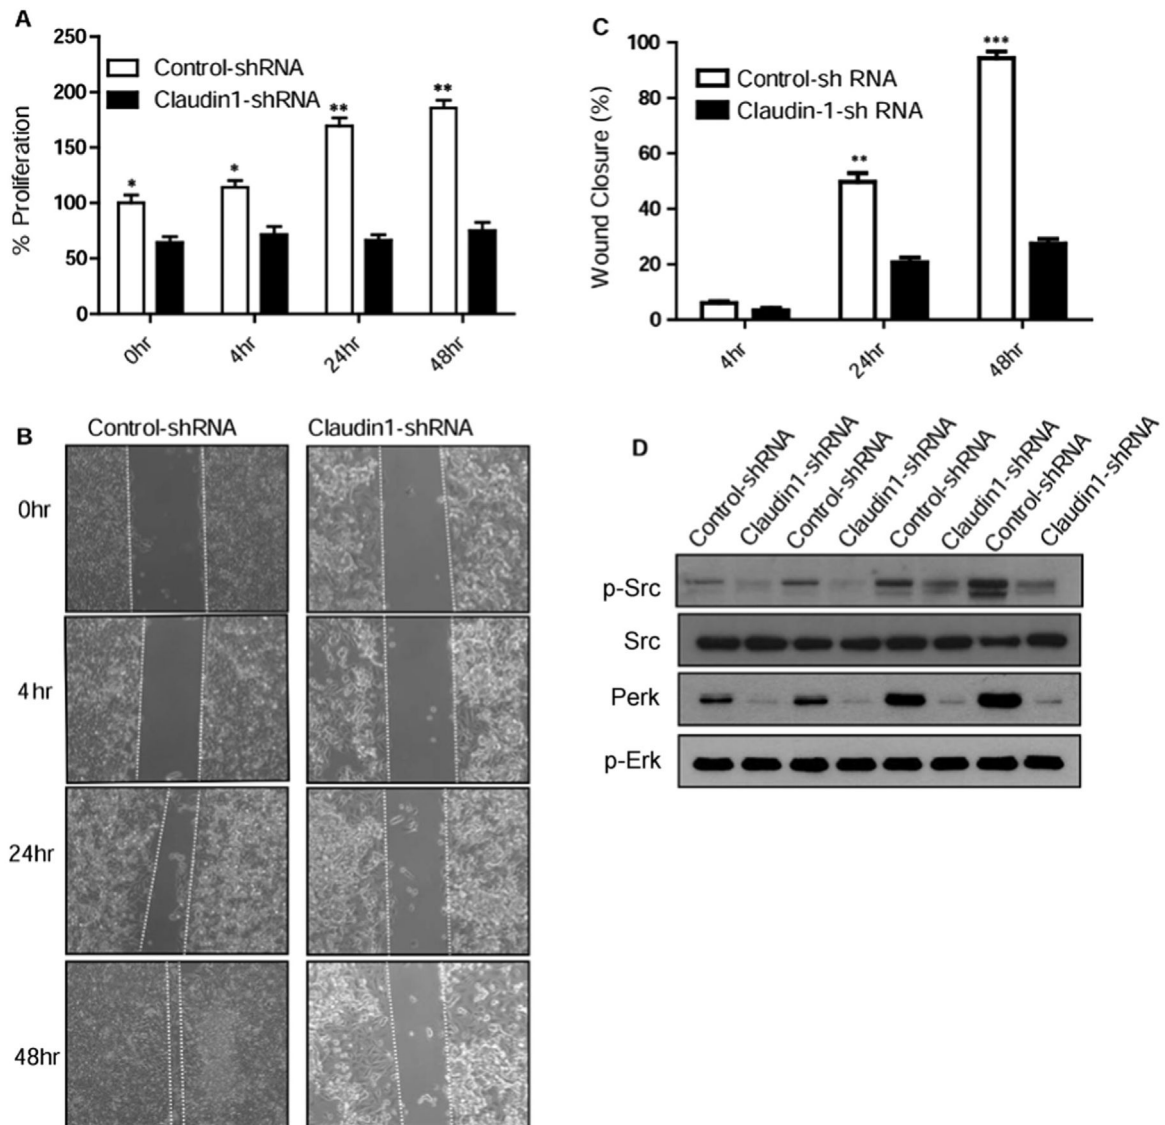 A
250
200
150
100
50
0
% Proliferation
Control-shRNA
Claudin1-shRNA
*
*
**
**
0hr
4hr
24hr
48hr
C
100
80
60
40
20
0
Wound Closure (%)
Control-sh RNA
Claudin-1-sh RNA
**
***
4hr
24hr
48hr
B
Control-shRNA
Claudin1-shRNA
0hr
4hr
24hr
48hr
D
Control-shRNA
Claudin1-shRNA
Control-shRNA
Claudin1-shRNA
Control-shRNA
Claudin1-shRNA
Control-shRNA
Claudin1-shRNA
p-Src
Src
Perk
p-Erk